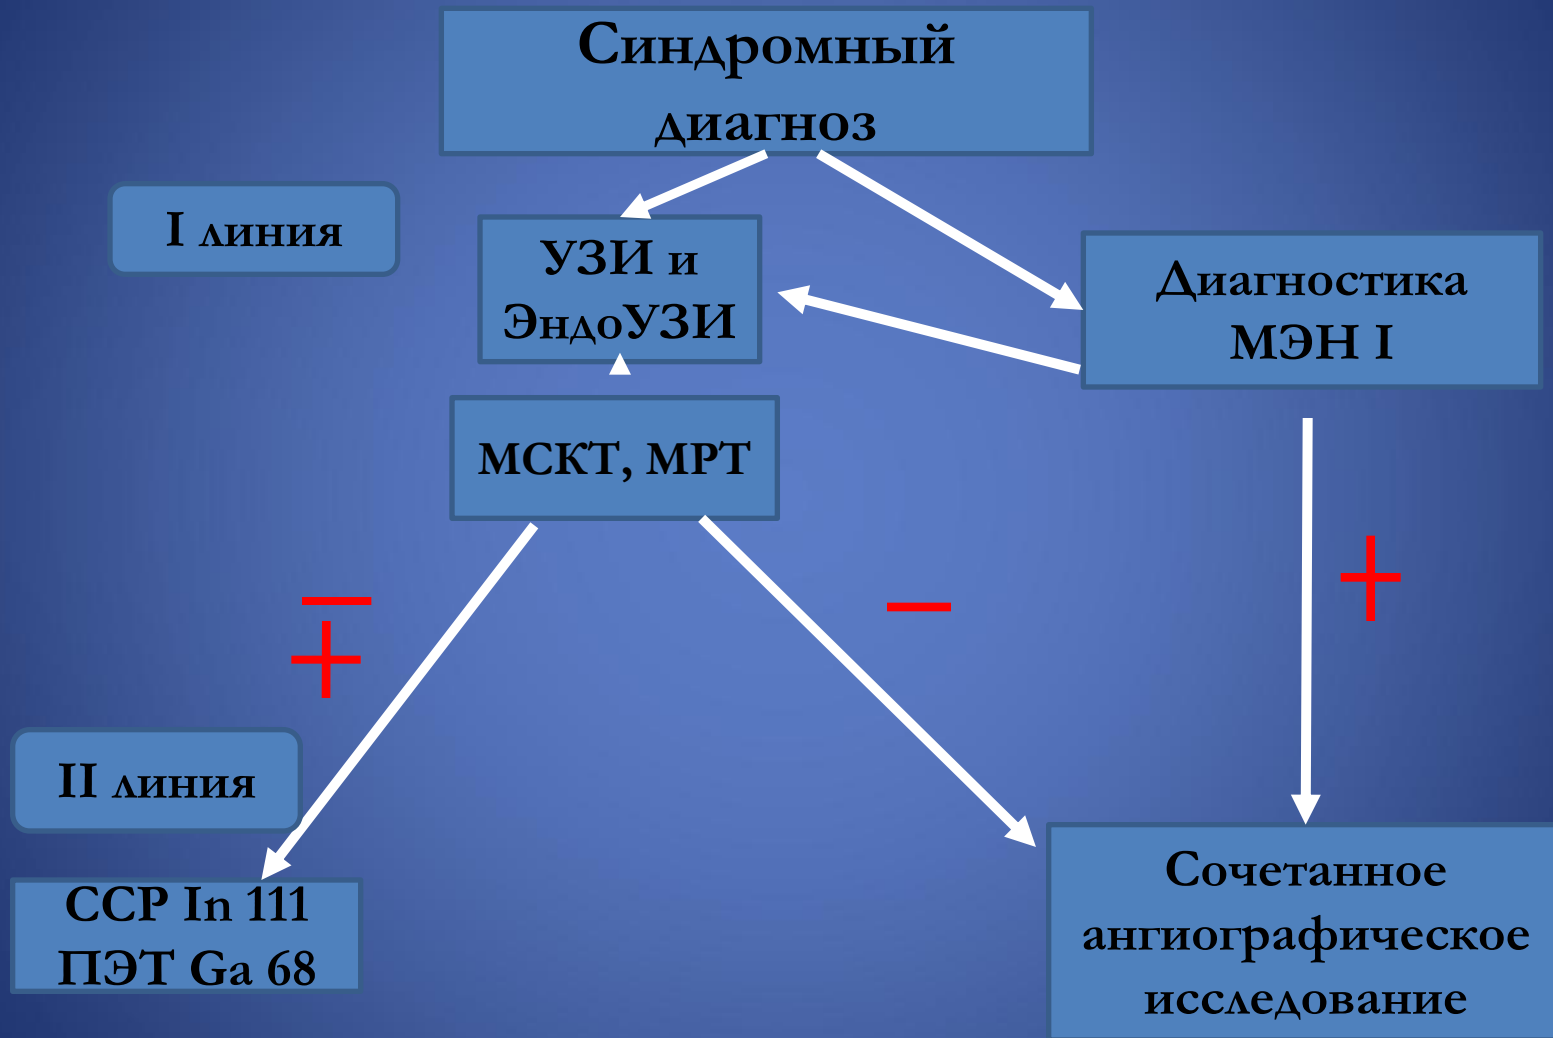 Синдромный
диагноз
I линия
УЗИ и
ЭндоУЗИ
Диагностика
МЭН I
МСКТ, МРТ
–
+
–
+
II линия
ССР In 111
ПЭТ Ga 68
Сочетанное
ангиографическое
исследование